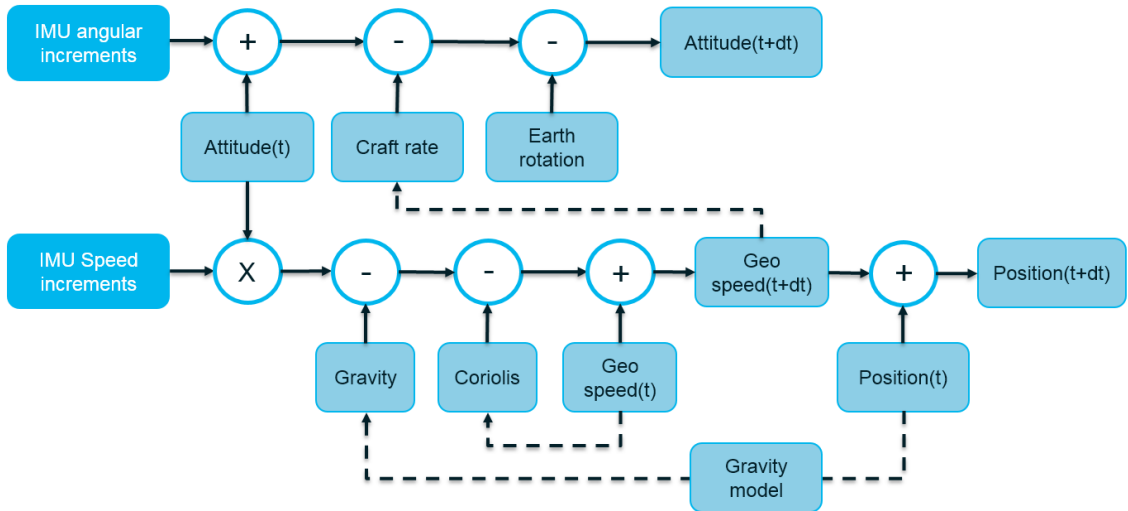 IMU angular
increments
+
-
-
Attitude(t+dt)
Attitude(t)
Craft rate
Earth
rotation
IMU Speed
increments
X
-
-
+
Geo
speed(t+dt)
+
Position(t+dt)
Gravity
Coriolis
Geo
speed(t)
Position(t)
Gravity
model